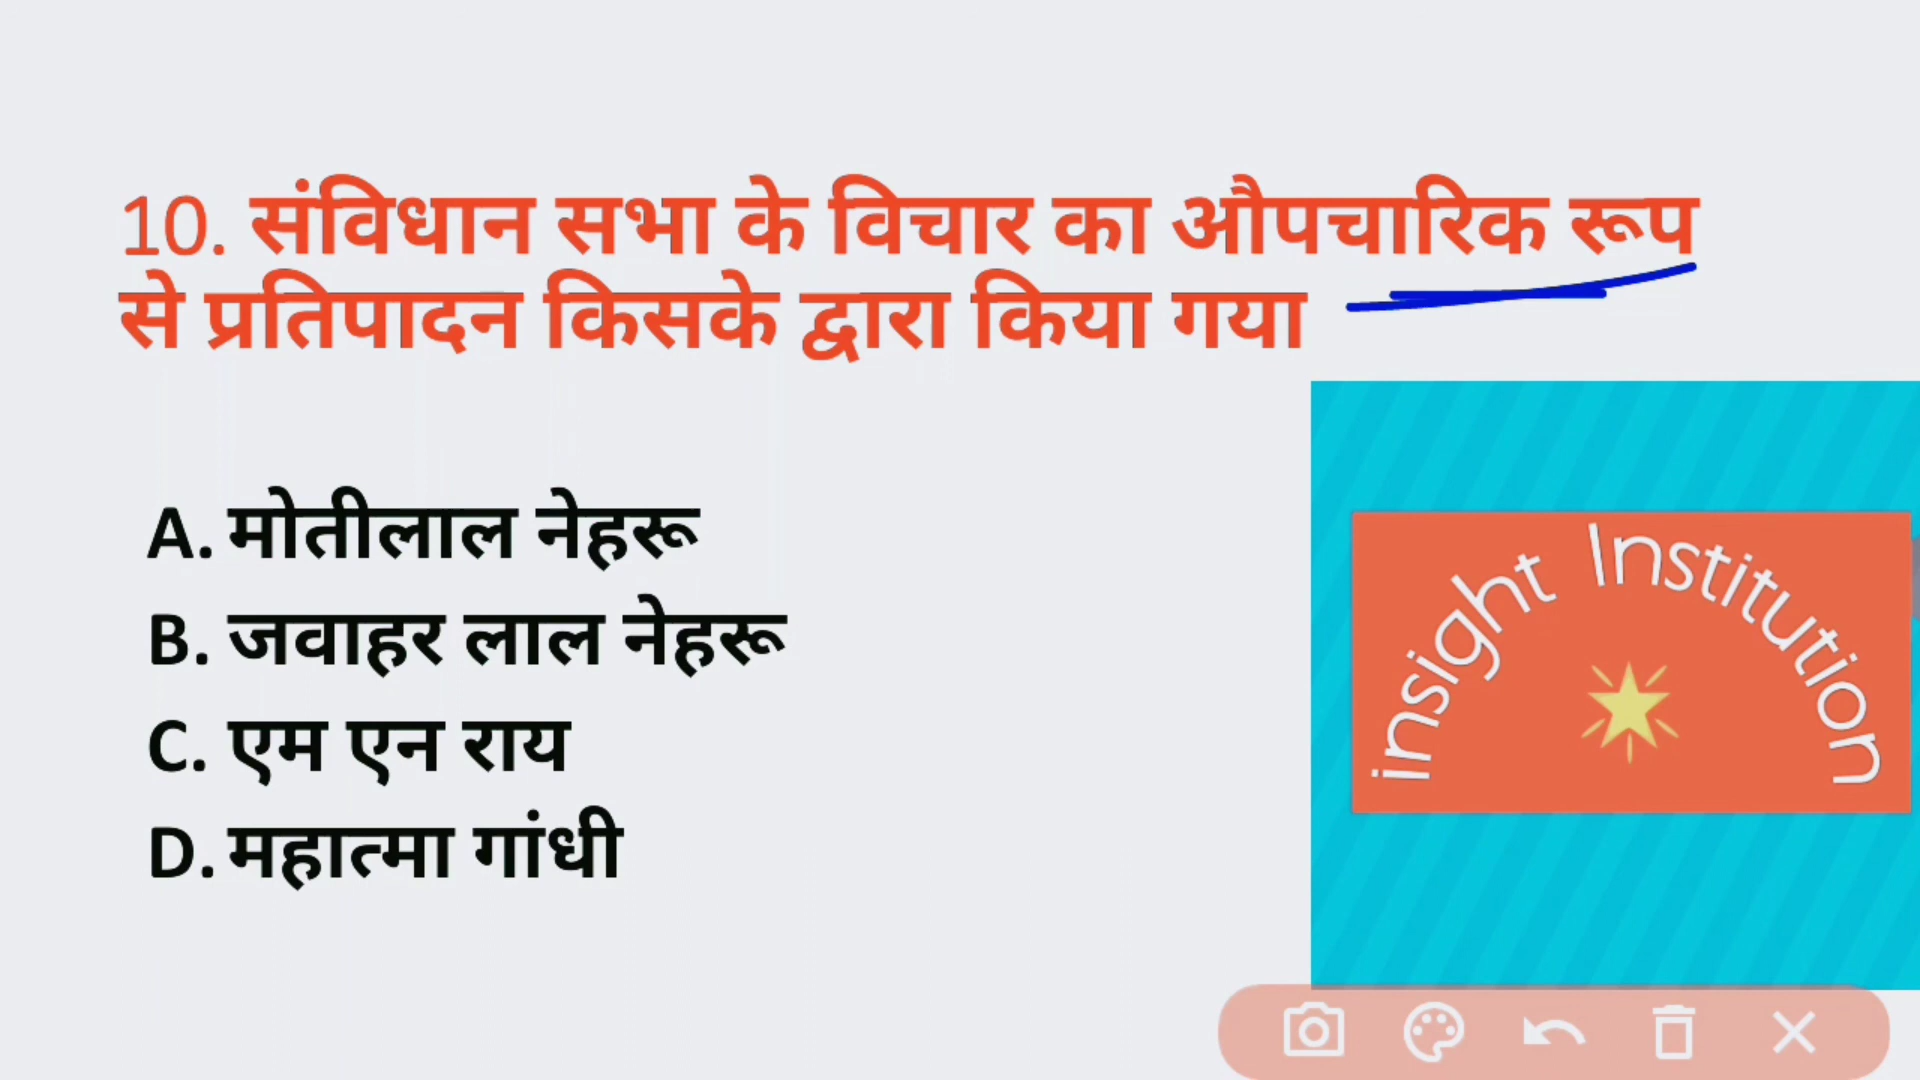 10. संविधान सभा के विचार का औपचारिक रूप
से प्रतिपादन किसके द्वारा किया गया
A. मोतीलाल नेहरू
B. जवाहर लाल नेहरू
C. एम एन राय
D. महात्मा गांधी
insight Institution